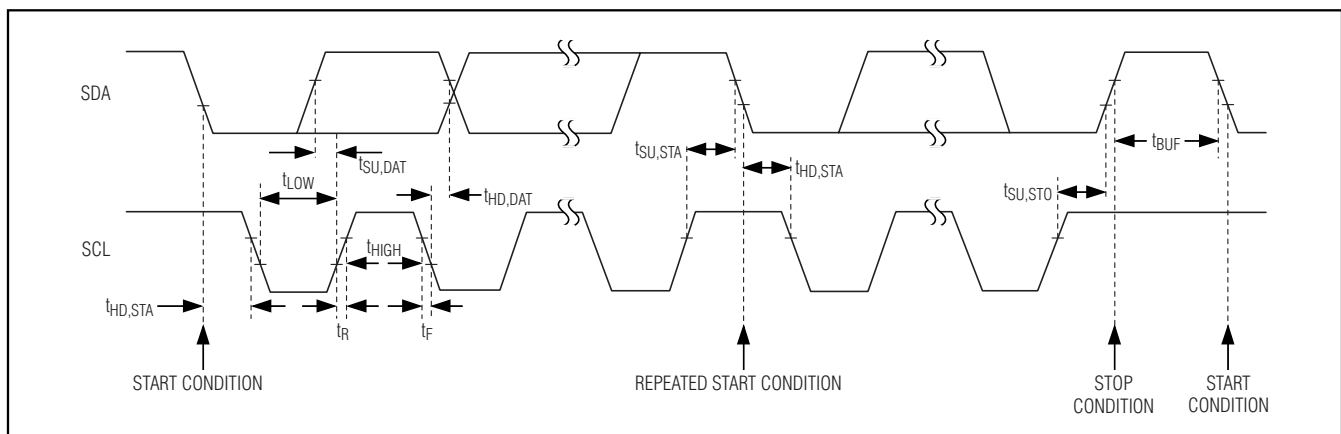 SDA
tSU,DAT
tLOW
tHD,DAT
tSU,STA
tHD,STA
tBUF
tSU,STO
SCL
tHIGH
tHD,STA
tR
tF
START CONDITION
REPEATED START CONDITION
STOP
CONDITION
START
CONDITION